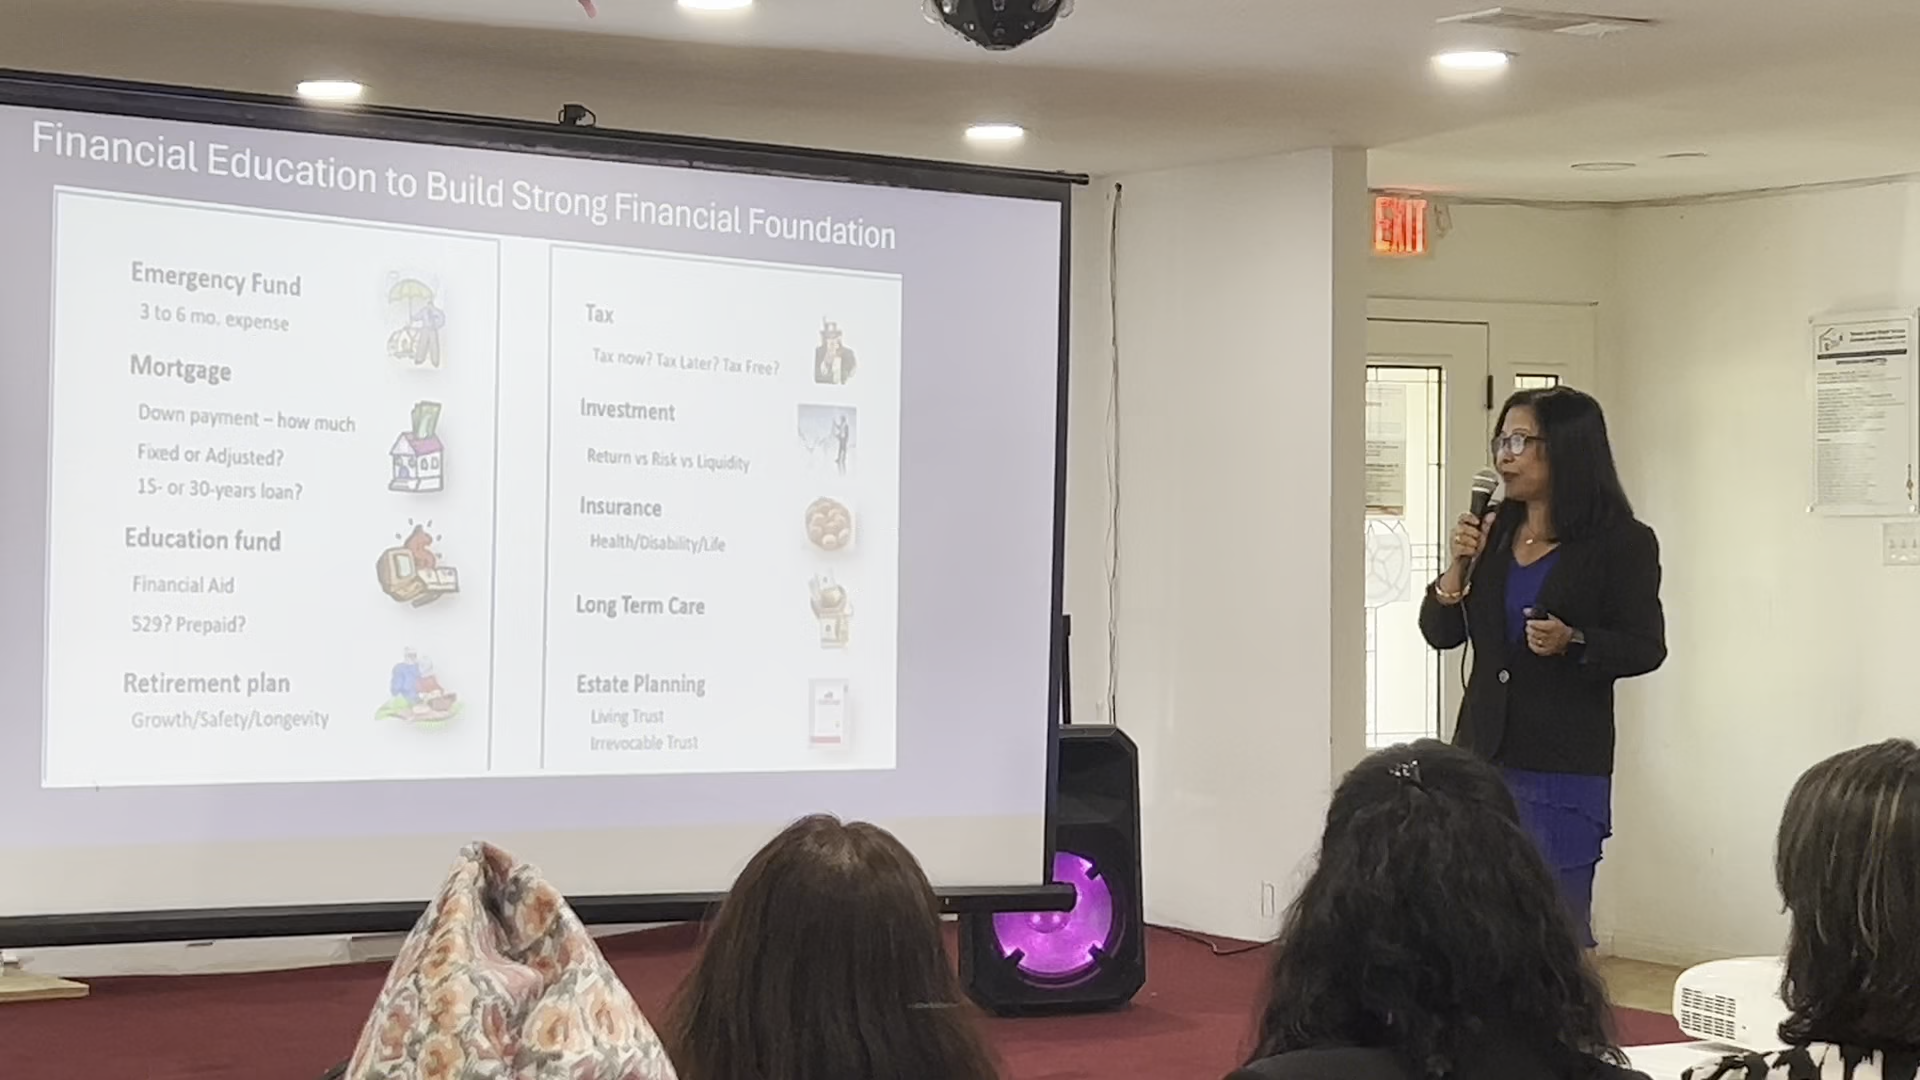 Financial Education to Build Strong Financial Foundation
Emergency Fund
3 to 6 mo. expense
Mortgage
Down payment – how much
Fixed or Adjusted?
15- or 30-years loan?
Education fund
Financial Aid
529? Prepaid?
Retirement plan
Growth/Safety/Longevity
Tax
Tax now? Tax Later? Tax Free?
Investment
Return vs Risk vs Liquidity
Insurance
Health/Disability/Life
Long Term Care
Estate Planning
Living Trust
Irrevocable Trust
EXIT